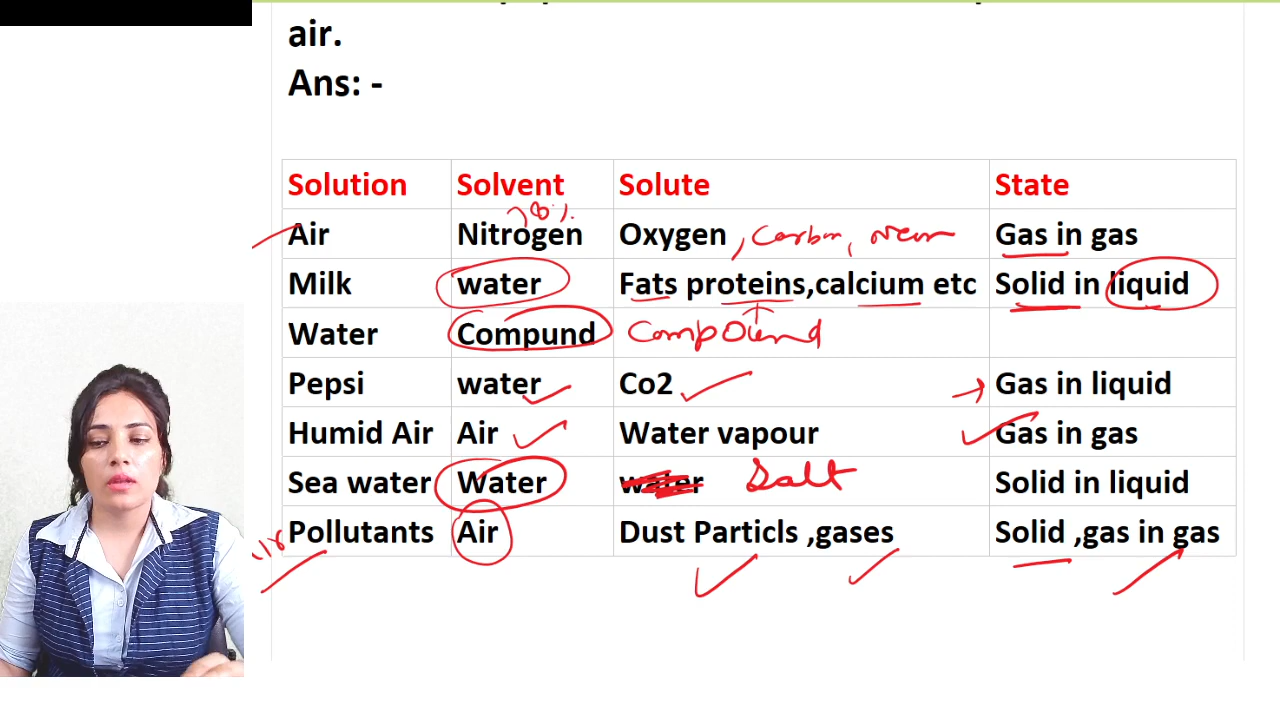 air.
Ans: -
Solution Solvent Solute State
78%
Air Nitrogen Oxygen , Carbon, Neon Gas in gas
Milk water Fats proteins,calcium etc Solid in liquid
Water Compund Compound
Pepsi water Co2 Gas in liquid
Humid Air Air Water vapour Gas in gas
Sea water Water water Salt Solid in liquid
Pollutants Air Dust Particls ,gases Solid ,gas in gas